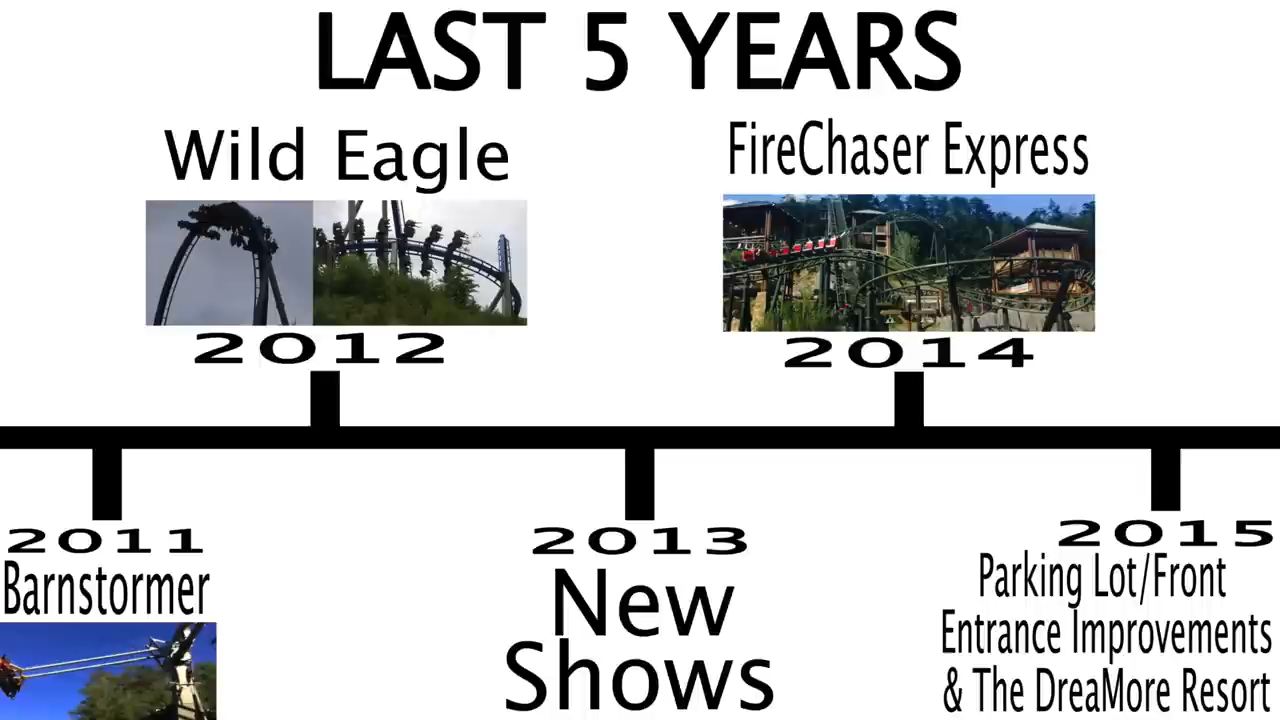 LAST 5 YEARS
Wild Eagle
FireChaser Express
2012
2014
2011
2013
2015
Barnstormer
New
Shows
Parking Lot/Front
Entrance Improvements
& The DreaMore Resort